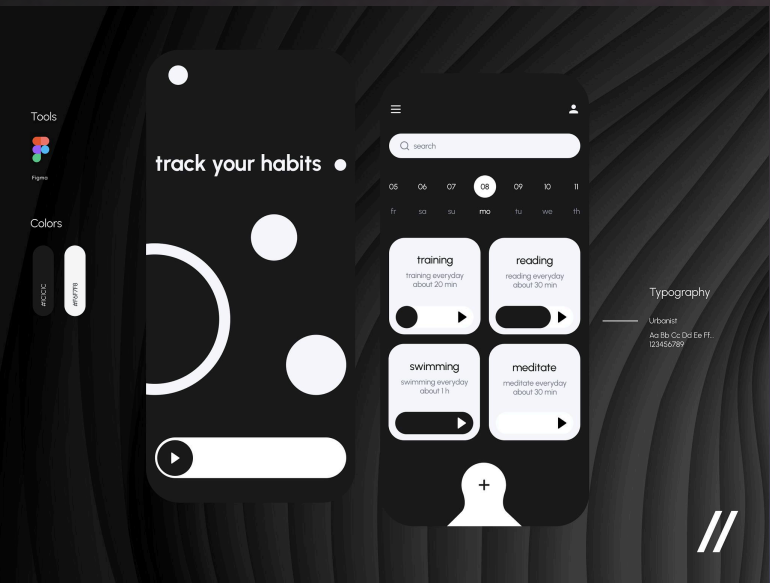 Tools
Figma
Colors
#1C1C1C
#F6F7F8
track your habits
search
05 06 07 08 09 10 11
fr sa su mo tu we th
training
training everyday
about 20 min
reading
reading everyday
about 30 min
swimming
swimming everyday
about 1 h
meditate
meditate everyday
about 30 min
+
Typography
Urbanist
Aa Bb Cc Dd Ee Ff...
123456789